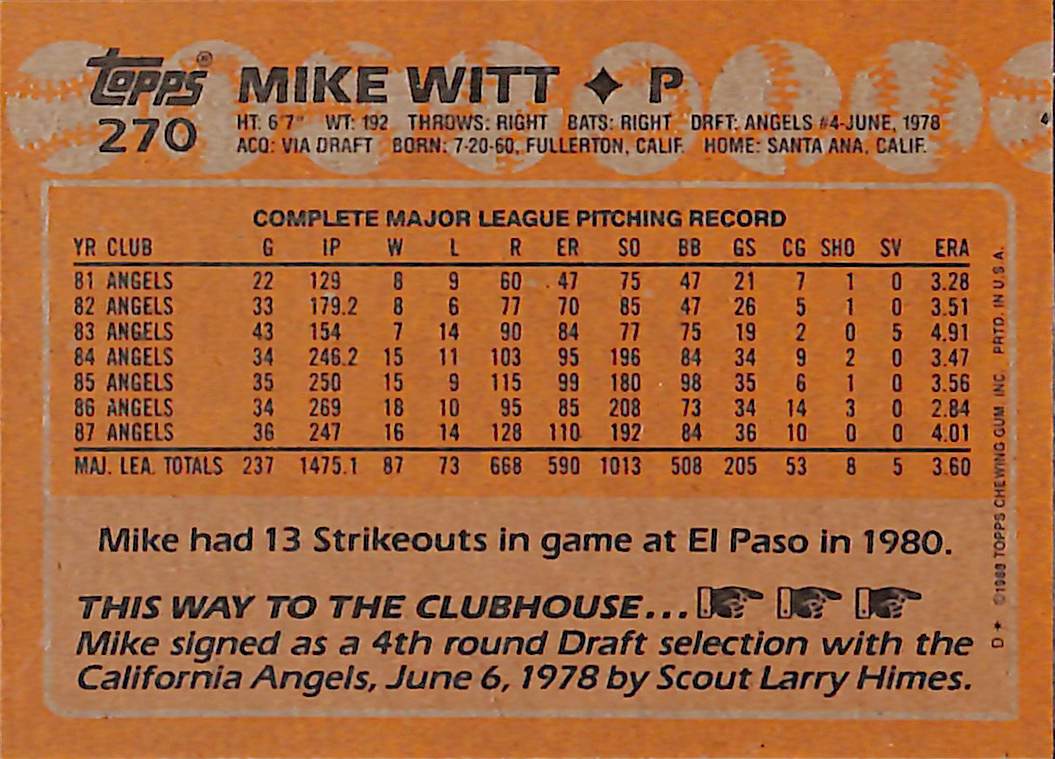 topps® MIKE WITT ✦ P
270 HT: 6'7" WT: 192 THROWS: RIGHT BATS: RIGHT DRFT: ANGELS #4-JUNE, 1978
ACQ: VIA DRAFT BORN: 7-20-60, FULLERTON, CALIF. HOME: SANTA ANA, CALIF.
COMPLETE MAJOR LEAGUE PITCHING RECORD
YR CLUB G IP W L R ER SO BB GS CG SHO SV ERA
81 ANGELS 22 129 8 9 60 47 75 47 21 7 1 0 3.28
82 ANGELS 33 179.2 8 6 77 70 85 47 26 5 1 0 3.51
83 ANGELS 43 154 7 14 90 84 77 75 19 2 0 5 4.91
84 ANGELS 34 246.2 15 11 103 95 196 84 34 9 2 0 3.47
85 ANGELS 35 250 15 9 115 99 180 98 35 6 1 0 3.56
86 ANGELS 34 269 18 10 95 85 208 73 34 14 3 0 2.84
87 ANGELS 36 247 16 14 128 110 192 84 36 10 0 0 4.01
MAJ. LEA. TOTALS 237 1475.1 87 73 668 590 1013 508 205 53 8 5 3.60
Mike had 13 Strikeouts in game at El Paso in 1980.
THIS WAY TO THE CLUBHOUSE...
Mike signed as a 4th round Draft selection with the
California Angels, June 6, 1978 by Scout Larry Himes.
D* ©1988 TOPPS CHEWING GUM INC. PRTD. IN U.S.A.